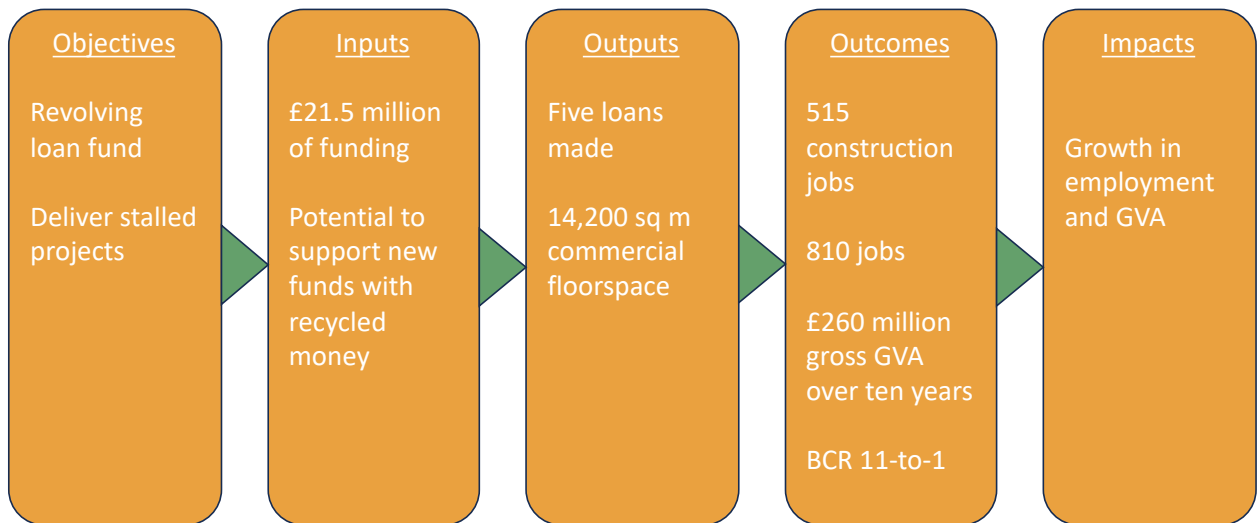 Objectives
Revolving
loan fund
Deliver stalled
projects
Inputs
£21.5 million
of funding
Potential to
support new
funds with
recycled
money
Outputs
Five loans
made
14,200 sq m
commercial
floorspace
Outcomes
515
construction
jobs
810 jobs
£260 million
gross GVA
over ten years
BCR 11-to-1
Impacts
Growth in
employment
and GVA